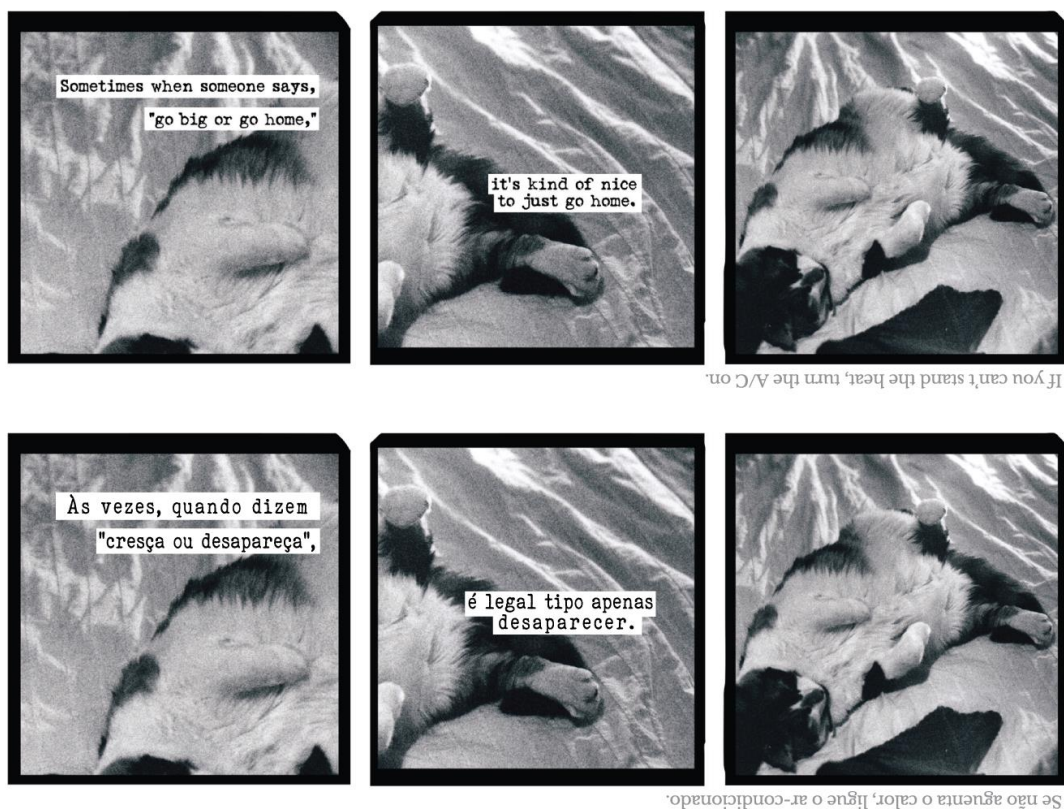 Sometimes when someone says,
"go big or go home,"
it's kind of nice
to just go home.
If you can't stand the heat, turn the A/C on.
Às vezes, quando dizem
"cresça ou desapareça",
é legal tipo apenas
desaparecer.
Se não aguenta o calor, ligue o ar-condicionado.